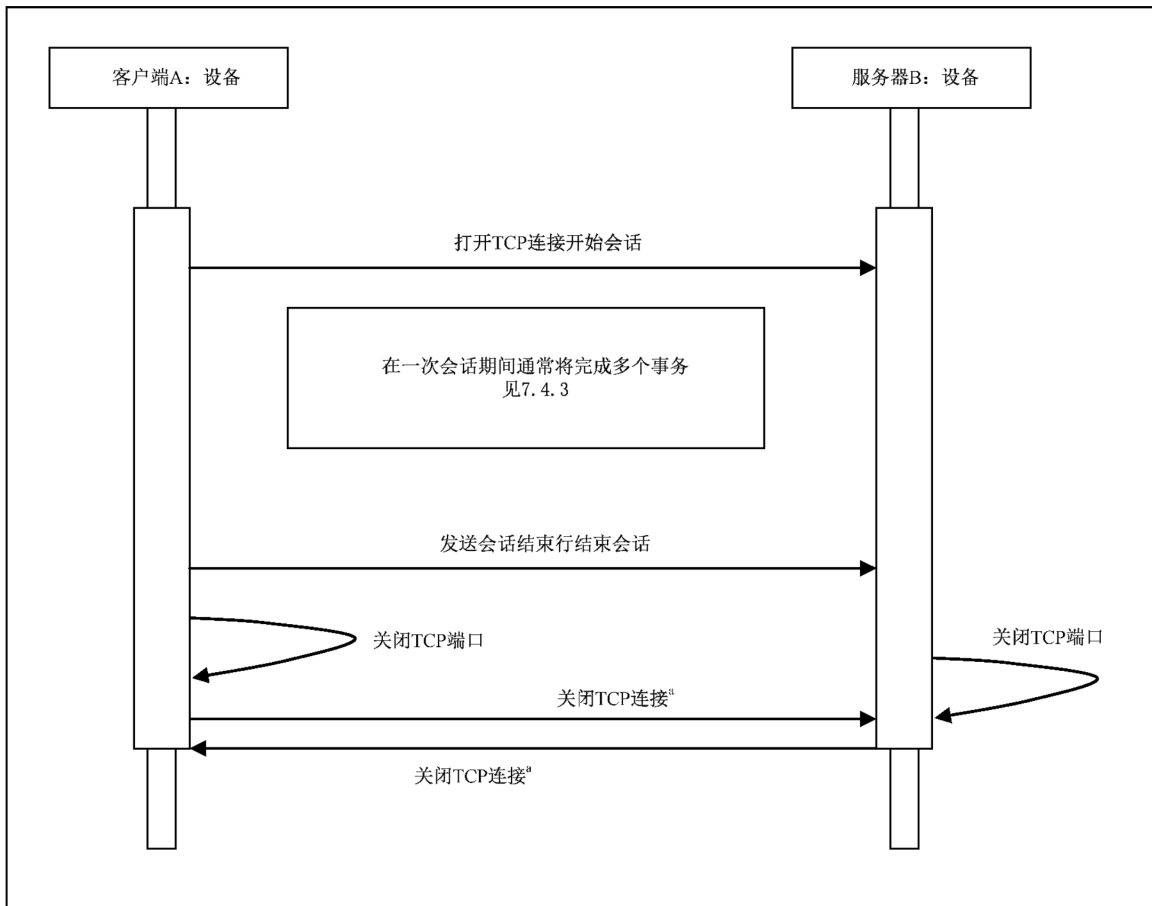 客户端A：设备
服务器B：设备
打开TCP连接开始会话
在一次会话期间通常将完成多个事务
见7.4.3
发送会话结束行结束会话
关闭TCP端口
关闭TCP端口
关闭TCP连接ª
关闭TCP连接ª